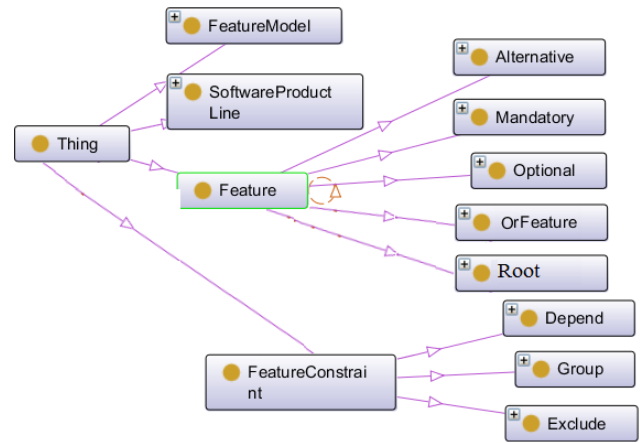 FeatureModel
Alternative
SoftwareProduct
Line
Mandatory
Thing
Optional
Feature
OrFeature
Root
Depend
FeatureConstrai
nt
Group
Exclude